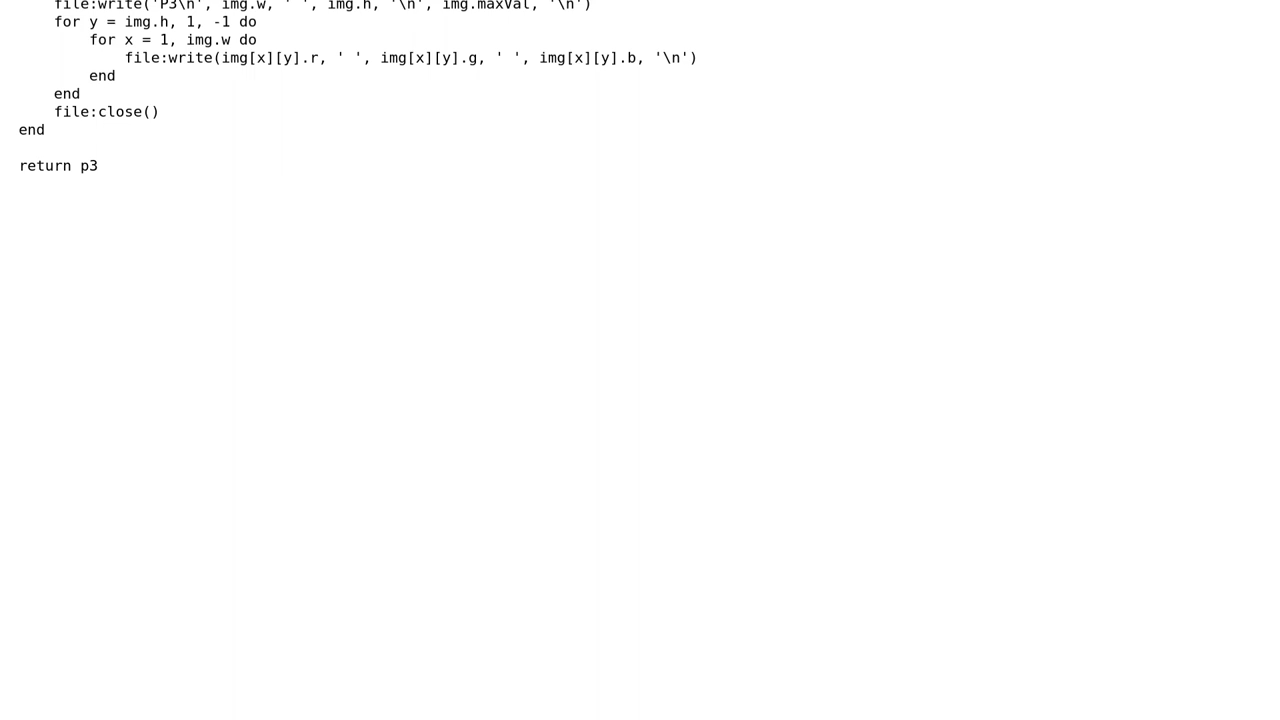 file:write('P3\n', img.w, ' ', img.h, '\n', img.maxVal, '\n')
    for y = img.h, 1, -1 do
        for x = 1, img.w do
            file:write(img[x][y].r, ' ', img[x][y].g, ' ', img[x][y].b, '\n')
        end
    end
    file:close()
end

return p3